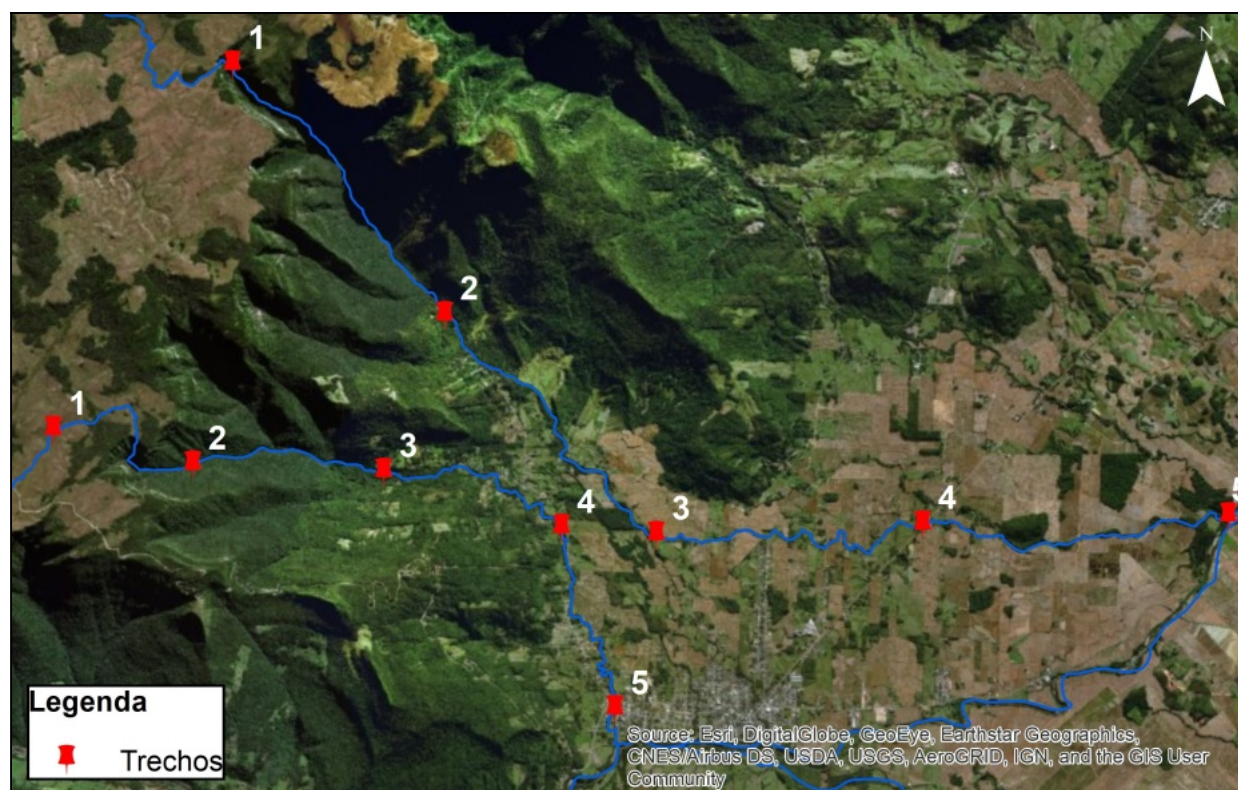 1
N
2
1
2
3
4
3
4
5
5
Legenda
Trechos
Source: Esri, DigitalGlobe, GeoEye, Earthstar Geographics,
CNES/Airbus DS, USDA, USGS, AeroGRID, IGN, and the GIS User
Community